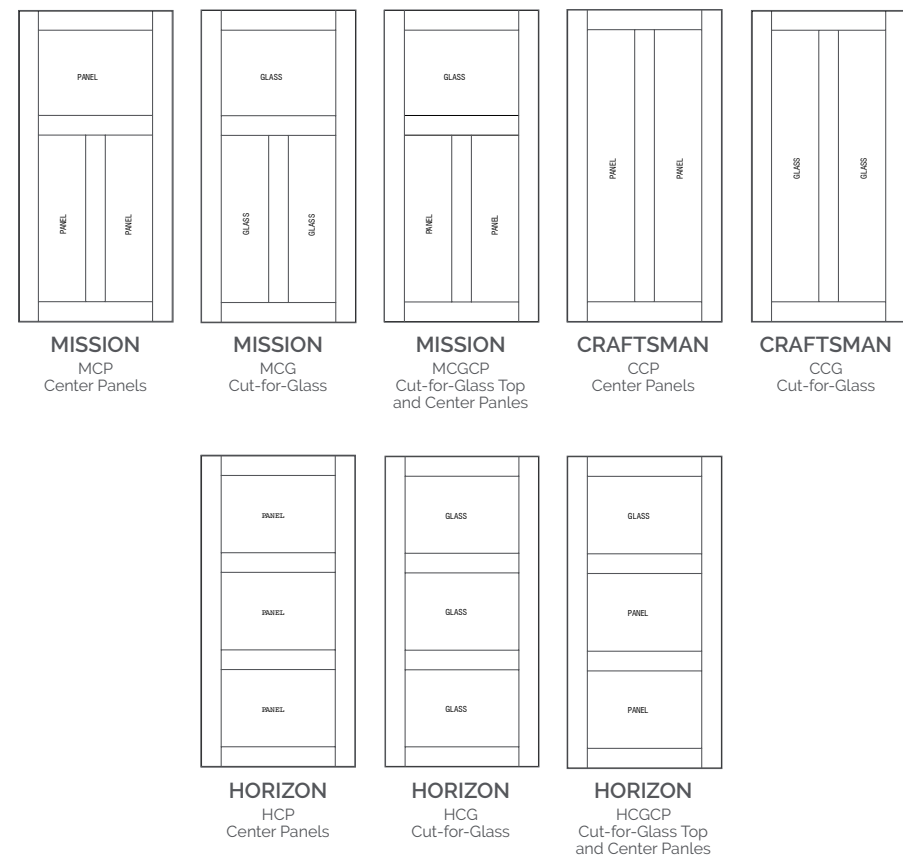 PANEL
PANEL
PANEL
MISSION
MCP
Center Panels
GLASS
GLASS
GLASS
MISSION
MCG
Cut-for-Glass
GLASS
PANEL
PANEL
MISSION
MCGCP
Cut-for-Glass Top
and Center Panles
PANEL
PANEL
CRAFTSMAN
CCP
Center Panels
GLASS
GLASS
CRAFTSMAN
CCG
Cut-for-Glass
PANEL
PANEL
PANEL
HORIZON
HCP
Center Panels
GLASS
GLASS
GLASS
HORIZON
HCG
Cut-for-Glass
GLASS
PANEL
PANEL
HORIZON
HCGCP
Cut-for-Glass Top
and Center Panles